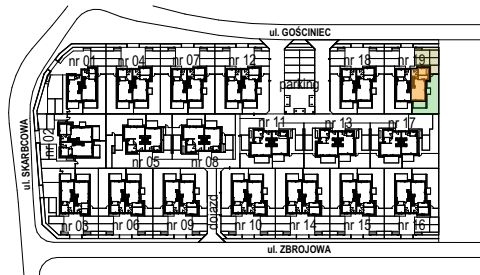 ul. GOŚCINIEC
nr 01
nr 04
nr 07
nr 12
parking
nr 18
nr 19
ul. SKARBCOWA
nr 02
nr 05
nr 08
nr 11
nr 13
nr 17
nr 03
nr 06
nr 09
dojazd
nr 10
nr 14
nr 15
nr 16
ul. ZBROJOWA